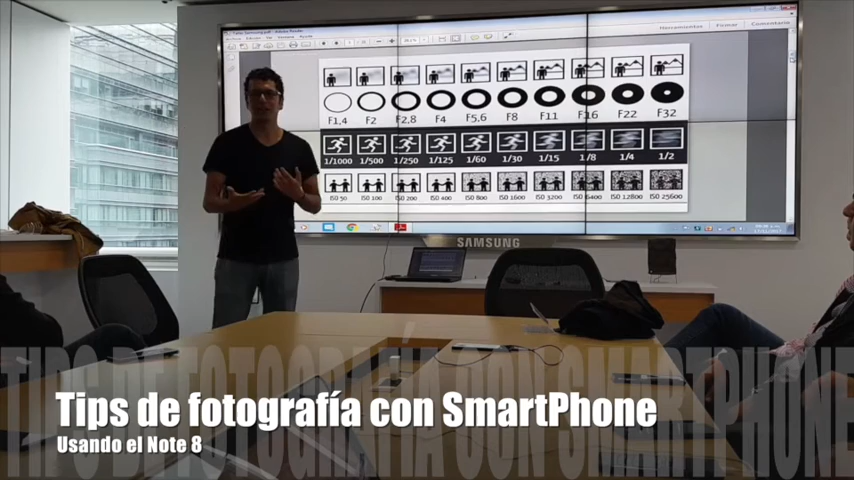 Herramientas Firmar Comentario
F1,4 F2 F2,8 F4 F5,6 F8 F11 F16 F22 F32
1/1000 1/500 1/250 1/125 1/60 1/30 1/15 1/8 1/4 1/2
ISO 50 ISO 100 ISO 200 ISO 400 ISO 800 ISO 1600 ISO 3200 ISO 6400 ISO 12800 ISO 25600
SAMSUNG
TIPS DE FOTOGRAFÍA CON SMARTPHONE
Tips de fotografía con SmartPhone
Usando el Note 8